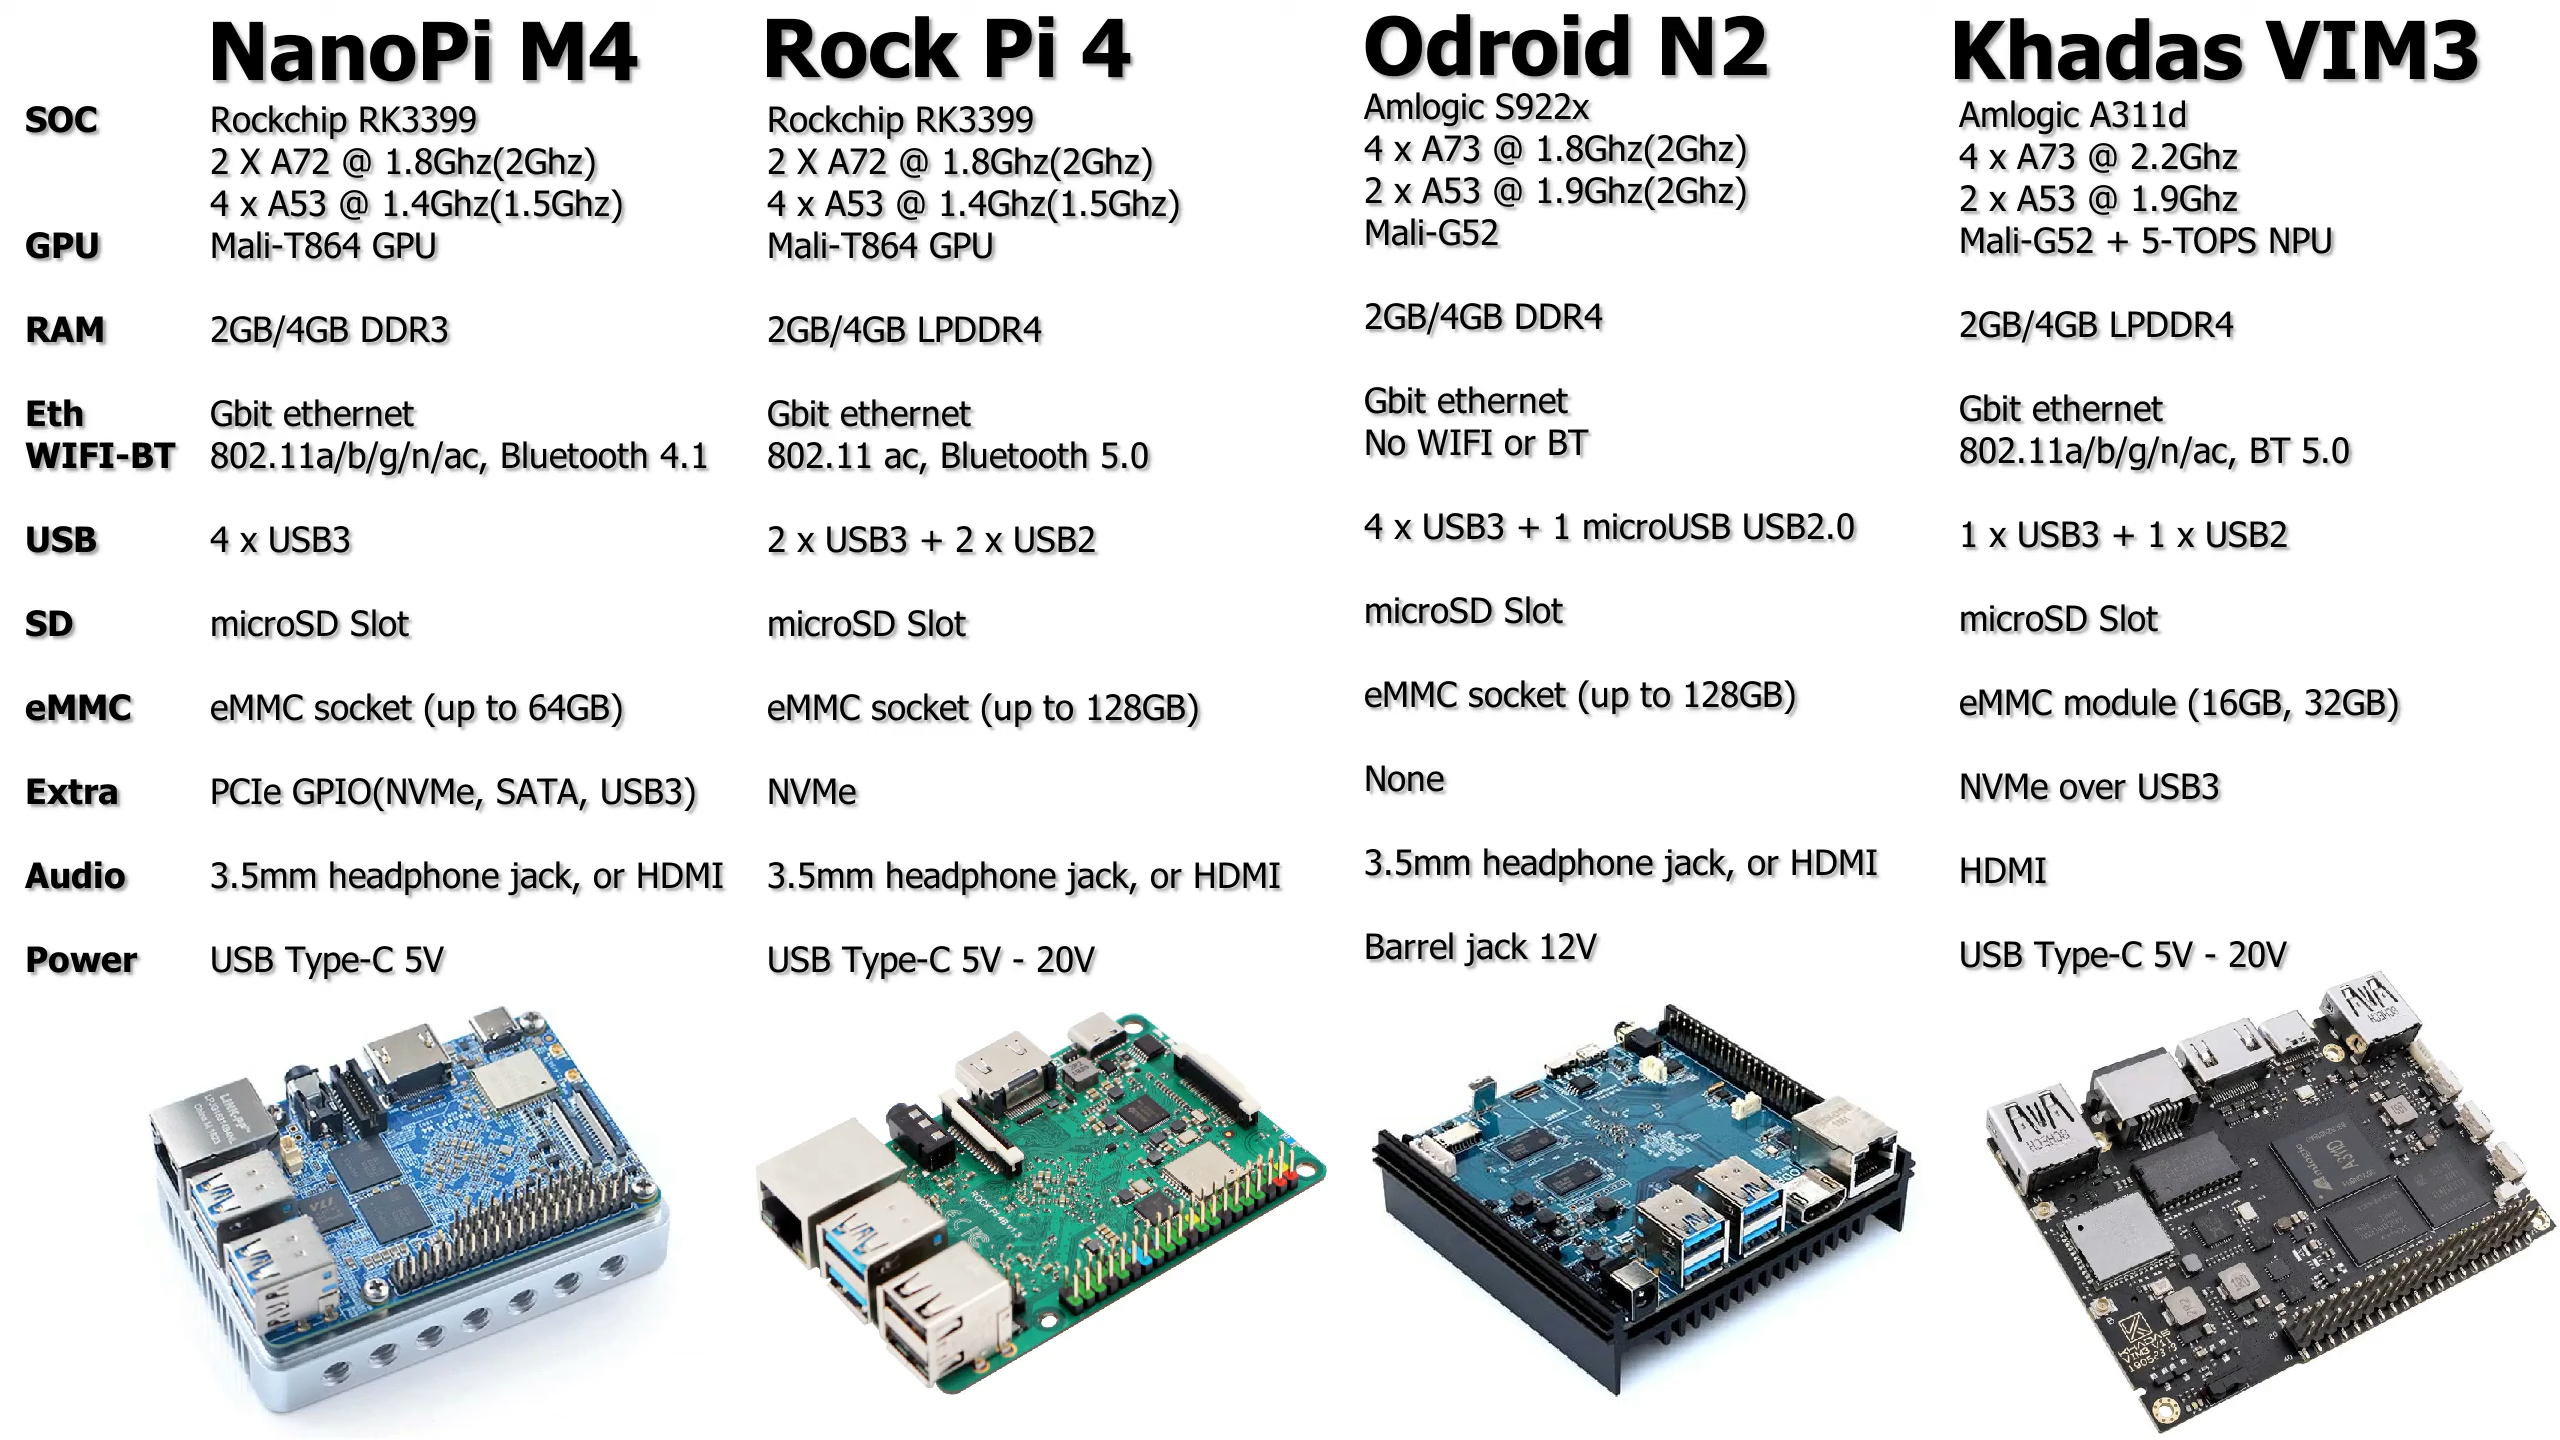 NanoPi M4 Rock Pi 4 Odroid N2 Khadas VIM3
SOC Rockchip RK3399 Rockchip RK3399 Amlogic S922x Amlogic A311d
2 X A72 @ 1.8Ghz(2Ghz) 2 X A72 @ 1.8Ghz(2Ghz) 4 x A73 @ 1.8Ghz(2Ghz) 4 x A73 @ 2.2Ghz
4 x A53 @ 1.4Ghz(1.5Ghz) 4 x A53 @ 1.4Ghz(1.5Ghz) 2 x A53 @ 1.9Ghz(2Ghz) 2 x A53 @ 1.9Ghz
GPU Mali-T864 GPU Mali-T864 GPU Mali-G52 Mali-G52 + 5-TOPS NPU
RAM 2GB/4GB DDR3 2GB/4GB LPDDR4 2GB/4GB DDR4 2GB/4GB LPDDR4
Eth Gbit ethernet Gbit ethernet Gbit ethernet Gbit ethernet
WIFI-BT 802.11a/b/g/n/ac, Bluetooth 4.1 802.11 ac, Bluetooth 5.0 No WIFI or BT 802.11a/b/g/n/ac, BT 5.0
USB 4 x USB3 2 x USB3 + 2 x USB2 4 x USB3 + 1 microUSB USB2.0 1 x USB3 + 1 x USB2
SD microSD Slot microSD Slot microSD Slot microSD Slot
eMMC eMMC socket (up to 64GB) eMMC socket (up to 128GB) eMMC socket (up to 128GB) eMMC module (16GB, 32GB)
Extra PCIe GPIO(NVMe, SATA, USB3) NVMe None NVMe over USB3
Audio 3.5mm headphone jack, or HDMI 3.5mm headphone jack, or HDMI 3.5mm headphone jack, or HDMI HDMI
Power USB Type-C 5V USB Type-C 5V - 20V Barrel jack 12V USB Type-C 5V - 20V
ROCK PI 4B V1.3
KHADAS
VIM3 V11